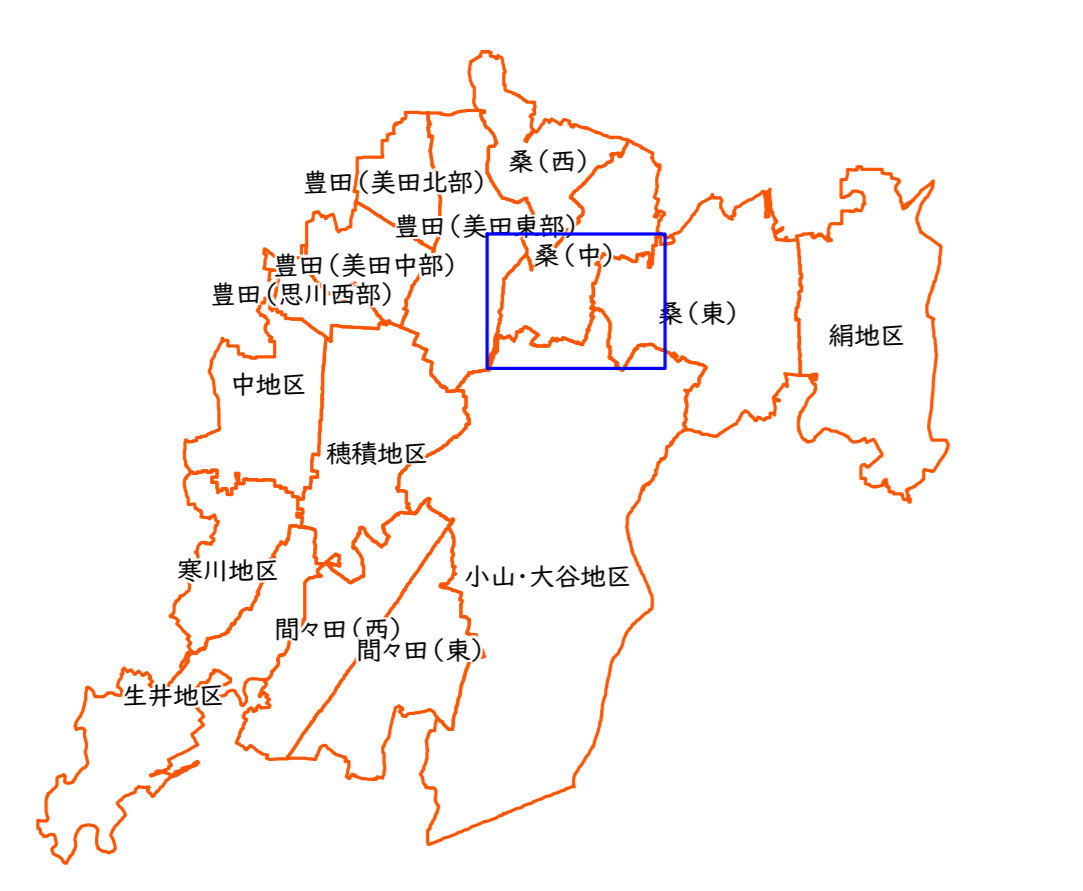 桑(西)
豊田(美田北部)
豊田(美田東部)
桑(中)
豊田(美田中部)
豊田(思川西部)
桑(東)
絹地区
中地区
穂積地区
寒川地区
小山・大谷地区
間々田(西)
間々田(東)
生井地区